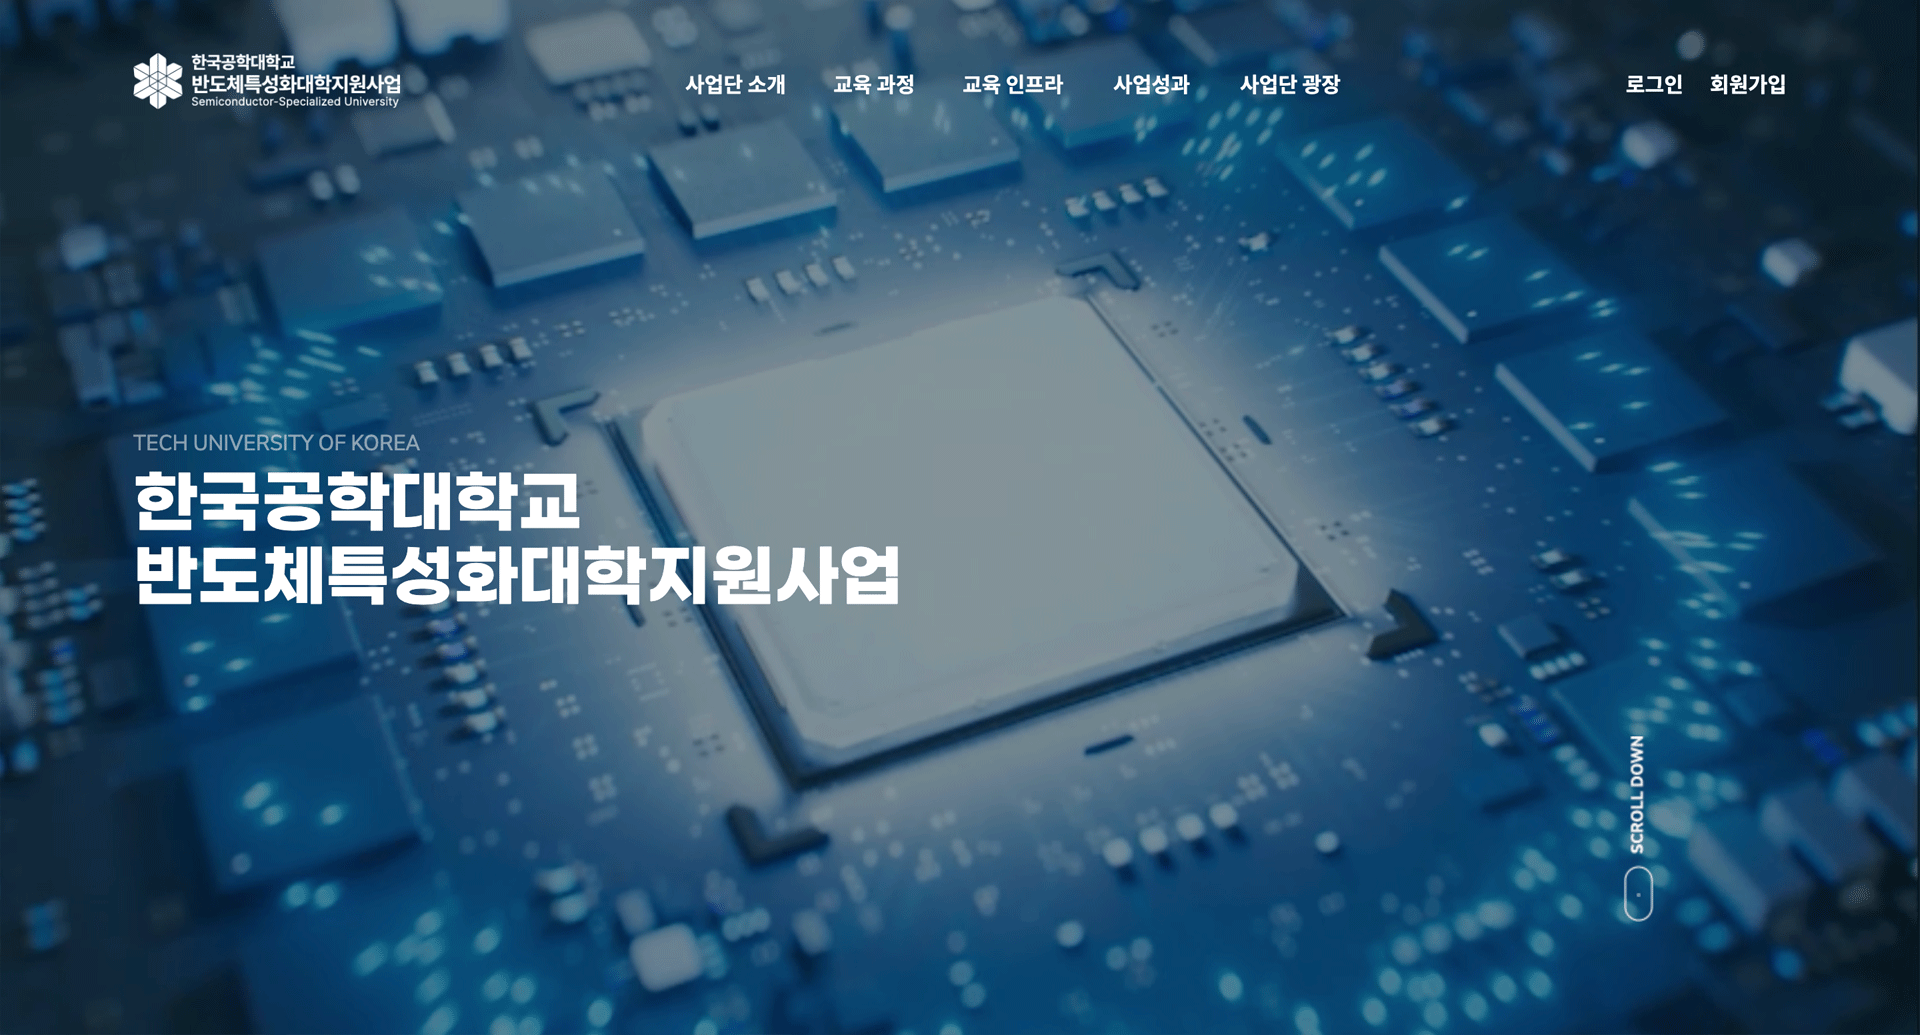 한국공학대학교
반도체특성화대학지원사업
Semiconductor-Specialized University
사업단 소개
교육 과정
교육 인프라
사업성과
사업단 광장
로그인
회원가입
TECH UNIVERSITY OF KOREA
한국공학대학교
반도체특성화대학지원사업
SCROLL DOWN